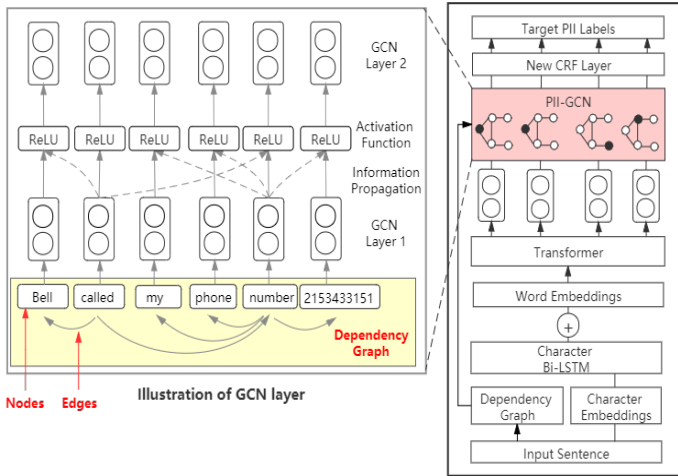 GCN
Layer 2
ReLU ReLU ReLU ReLU ReLU ReLU
Activation
Function
Information
Propagation
GCN
Layer 1
Bell called my phone number 2153433151
Dependency
Graph
Nodes Edges
Illustration of GCN layer
Target PII Labels
New CRF Layer
PII-GCN
Transformer
Word Embeddings
+
Character
Bi-LSTM
Dependency
Graph
Character
Embeddings
Input Sentence